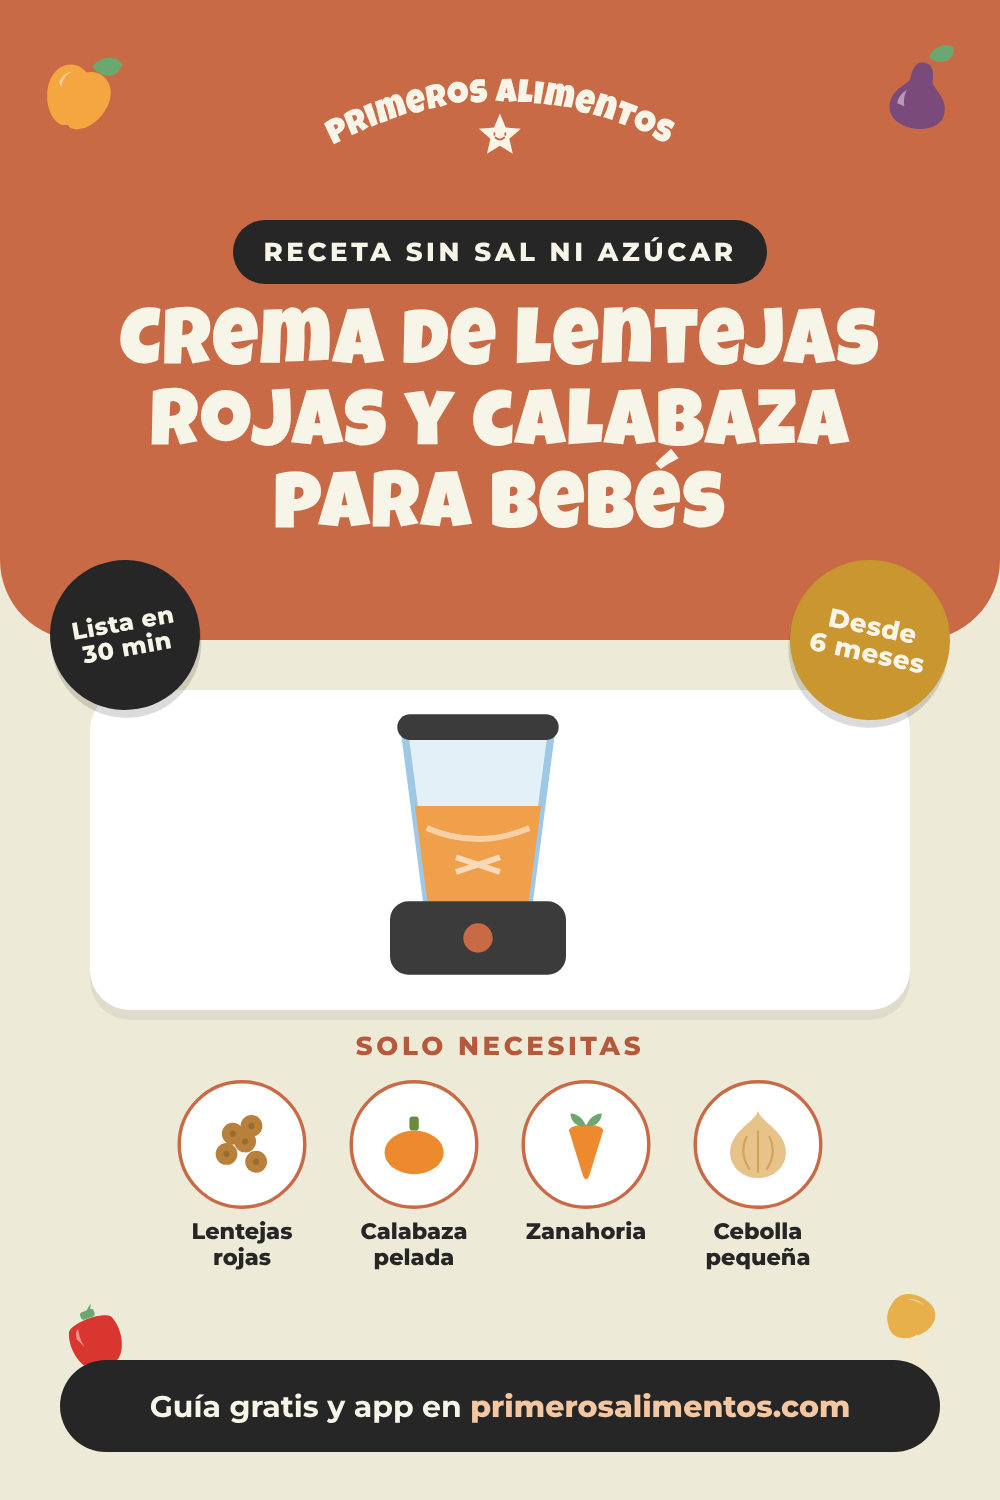 PRIMEROS ALIMENTOS
RECETA SIN SAL NI AZÚCAR
CREMA DE LENTEJAS
ROJAS Y CALABAZA
PARA BEBÉS
Lista en
30 min
Desde
6 meses
SOLO NECESITAS
Lentejas
rojas
Calabaza
pelada
Zanahoria
Cebolla
pequeña
Guía gratis y app en primerosalimentos.com